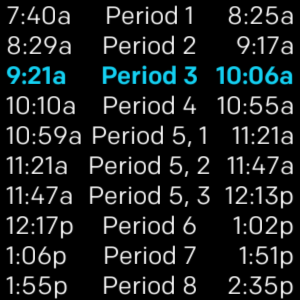 7:40a Period 1 8:25a
8:29a Period 2 9:17a
9:21a Period 3 10:06a
10:10a Period 4 10:55a
10:59a Period 5, 1 11:21a
11:21a Period 5, 2 11:47a
11:47a Period 5, 3 12:13p
12:17p Period 6 1:02p
1:06p Period 7 1:51p
1:55p Period 8 2:35p